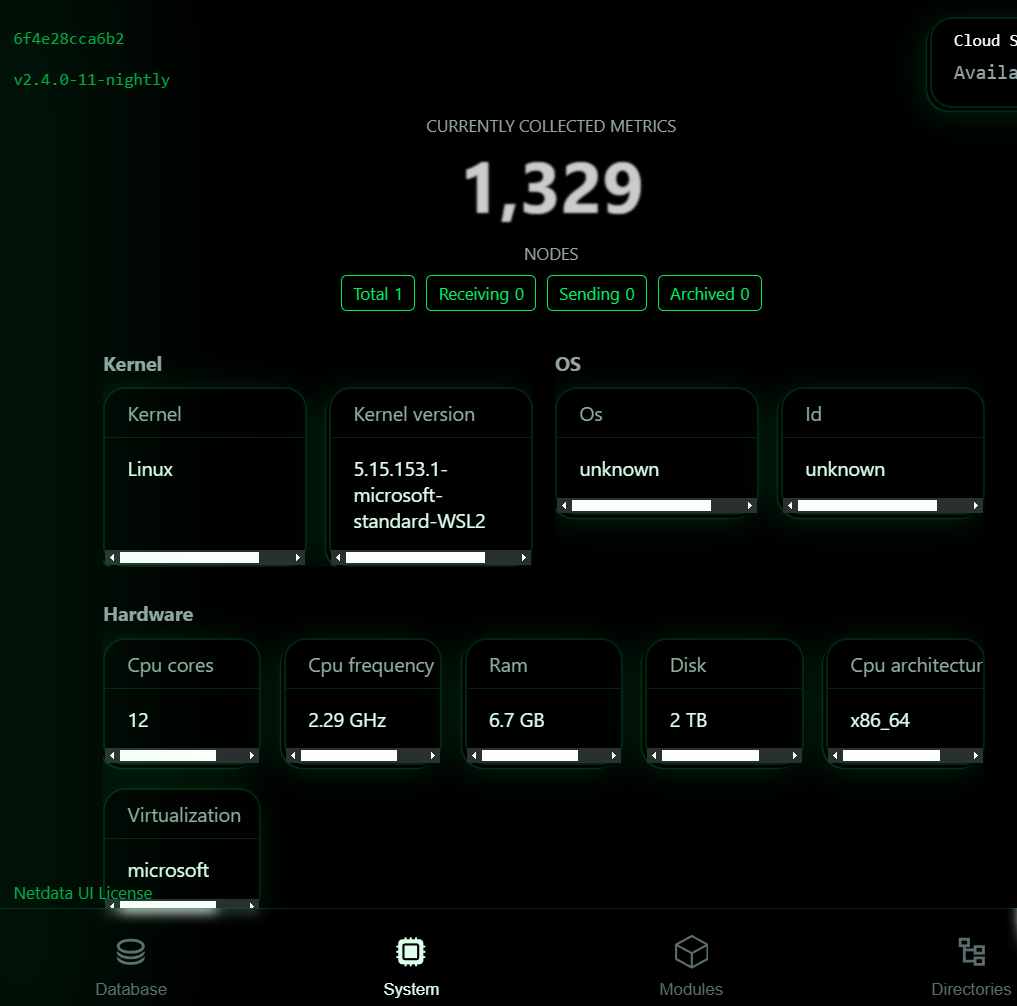 6f4e28cca6b2
v2.4.0-11-nightly
Cloud S
Availa
CURRENTLY COLLECTED METRICS
1,329
NODES
Total 1 Receiving 0 Sending 0 Archived 0
Kernel
OS
Kernel
Linux
Kernel version
5.15.153.1-
microsoft-
standard-WSL2
Os
unknown
Id
unknown
Hardware
Cpu cores
12
Cpu frequency
2.29 GHz
Ram
6.7 GB
Disk
2 TB
Cpu architectur
x86_64
Virtualization
microsoft
Netdata UI License
Database
System
Modules
Directories